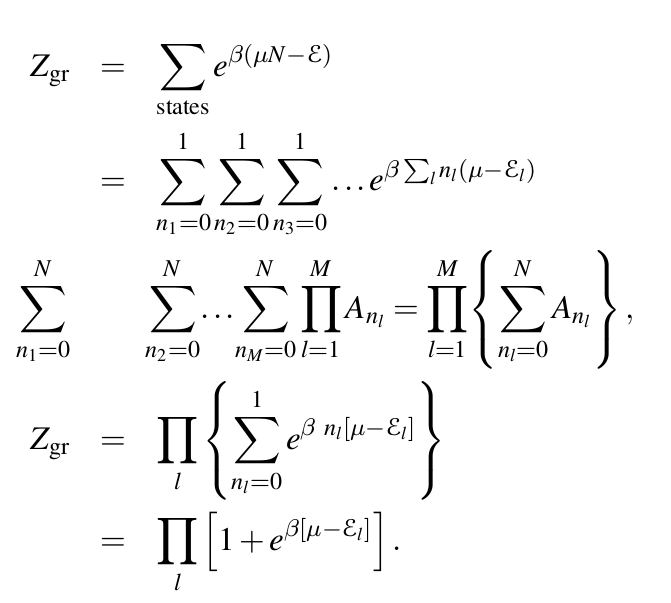 Z_gr = ∑_{states} e^{β(μN−ℰ)}
= ∑_{n_1=0}^{1} ∑_{n_2=0}^{1} ∑_{n_3=0}^{1} … e^{β ∑_l n_l(μ−ℰ_l)}
∑_{n_1=0}^{N} ∑_{n_2=0}^{N} … ∑_{n_M=0}^{N} ∏_{l=1}^{M} A_{n_l} = ∏_{l=1}^{M} { ∑_{n_l=0}^{N} A_{n_l} } ,
Z_gr = ∏_l { ∑_{n_l=0}^{1} e^{β n_l[μ−ℰ_l]} }
= ∏_l [ 1 + e^{β[μ−ℰ_l]} ] .